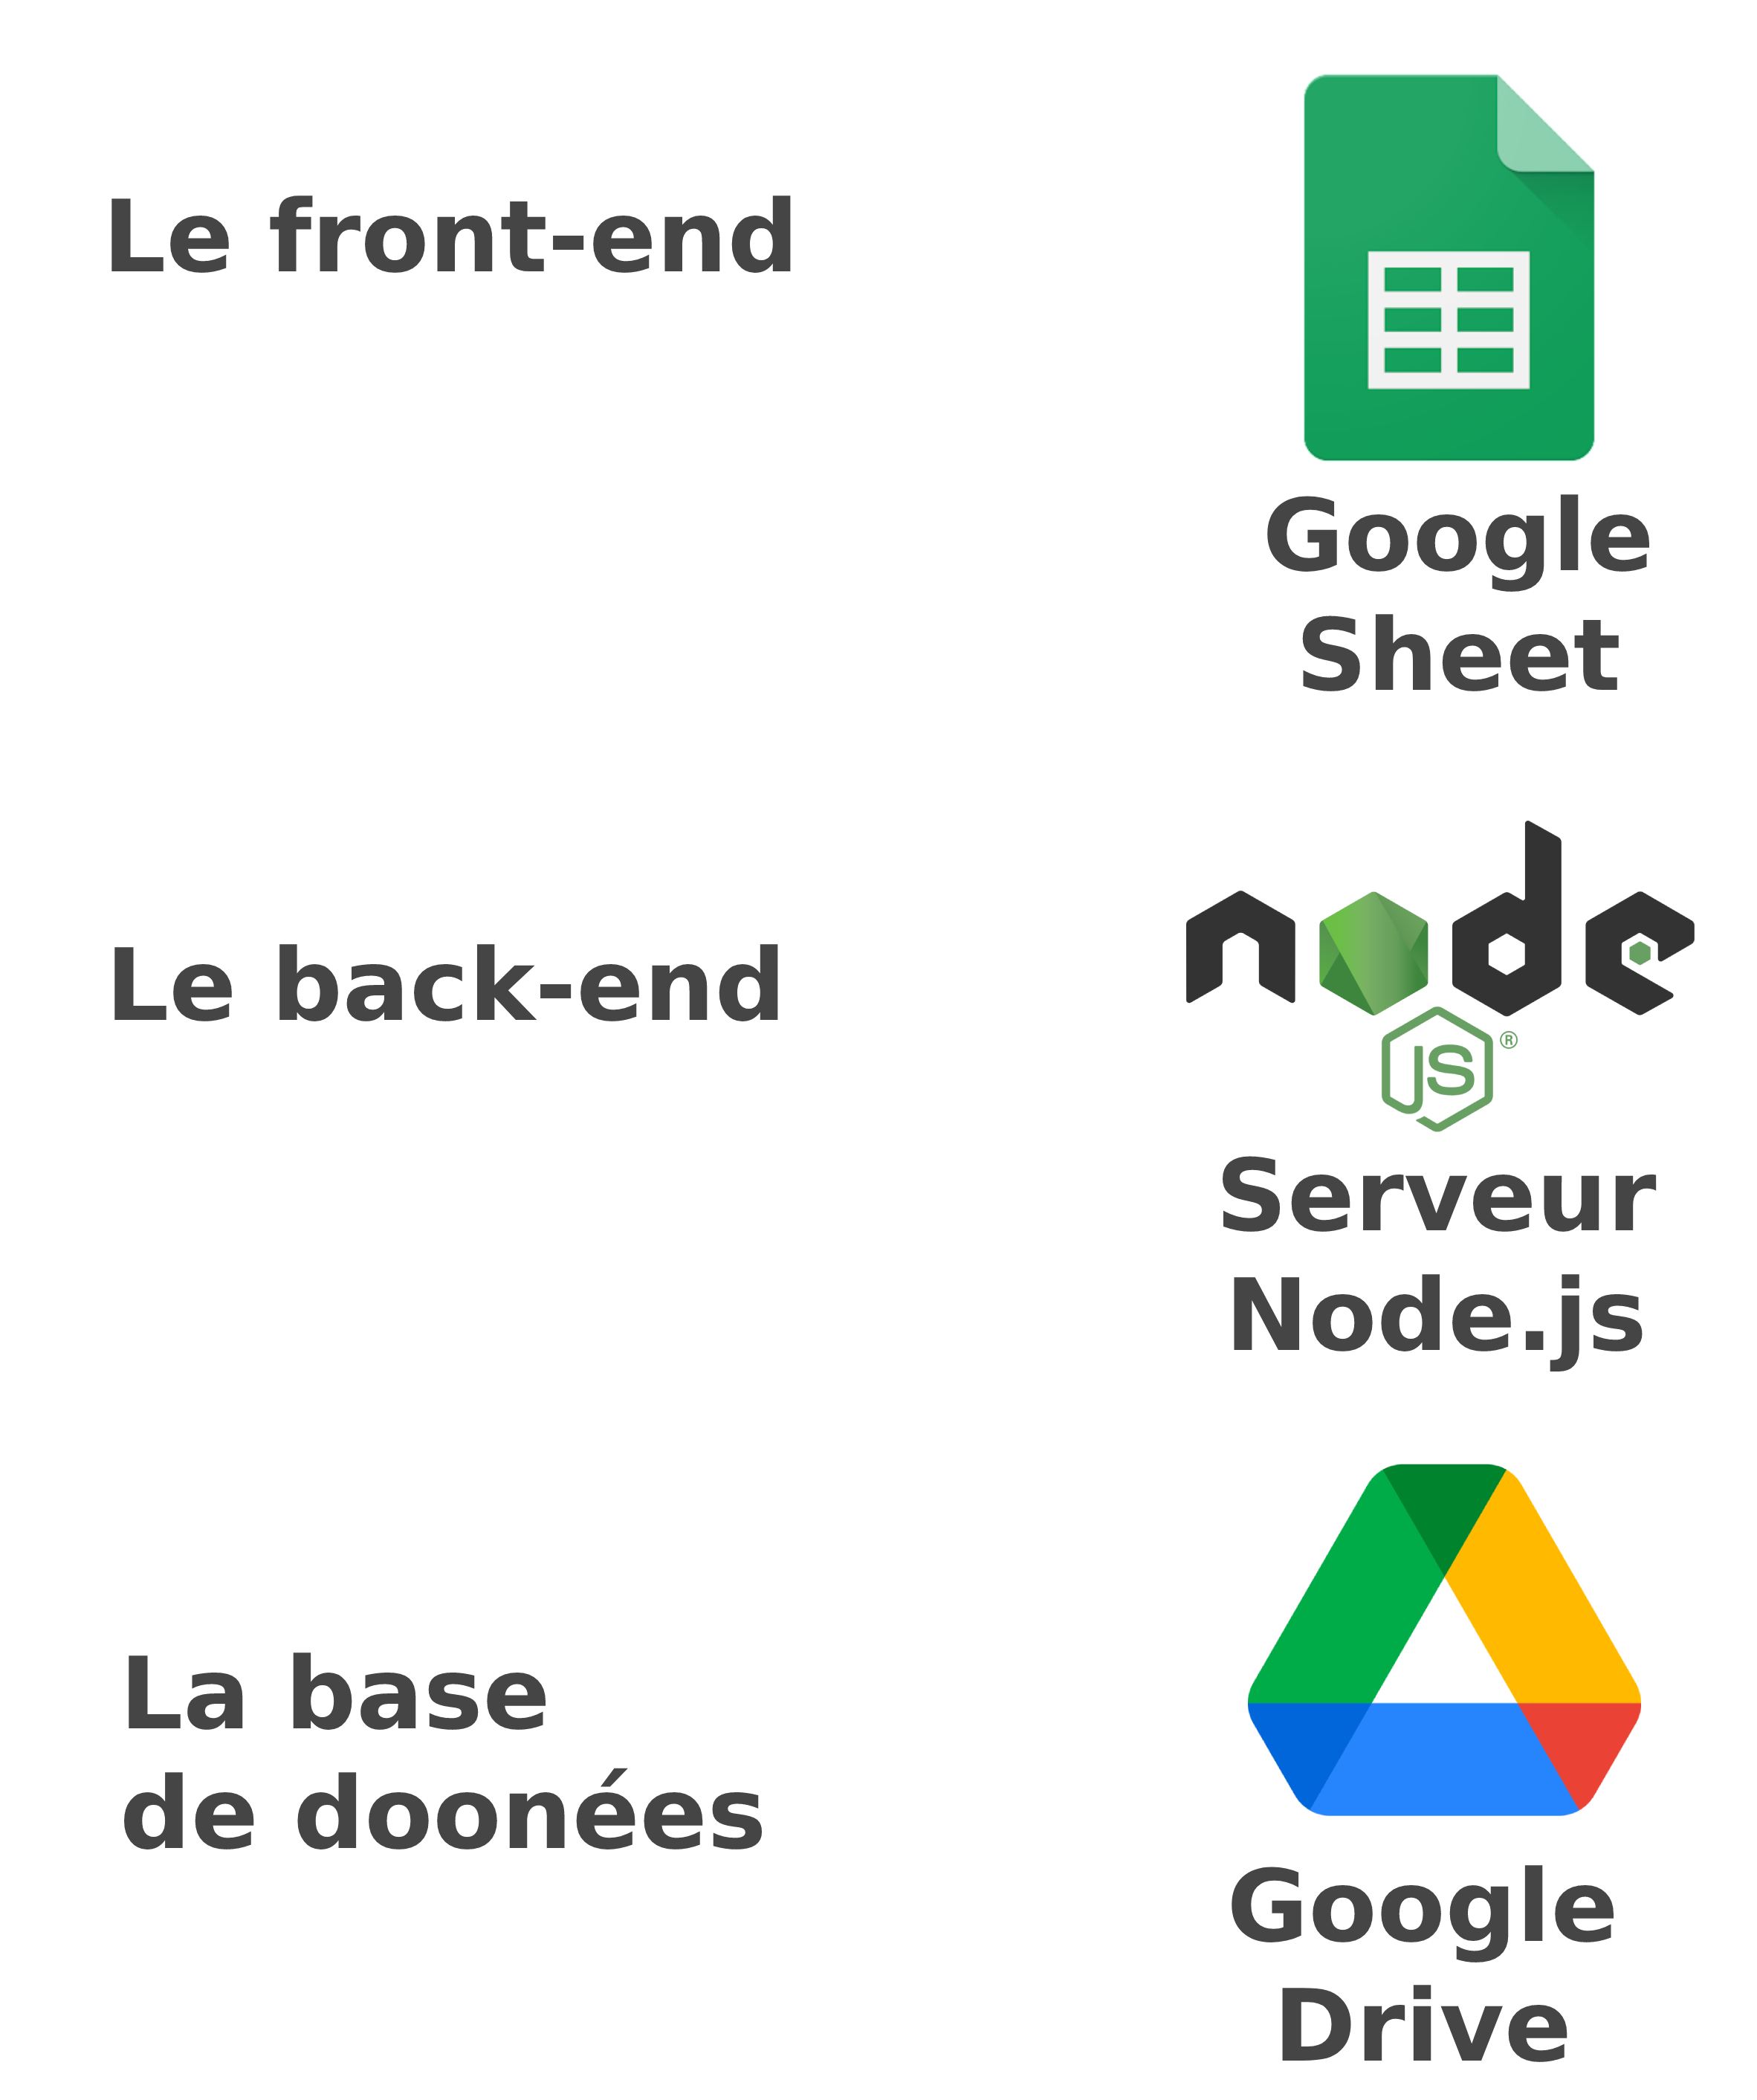 Le front-end
Google
Sheet
Le back-end
node
JS®
Serveur
Node.js
La base
de doonées
Google
Drive